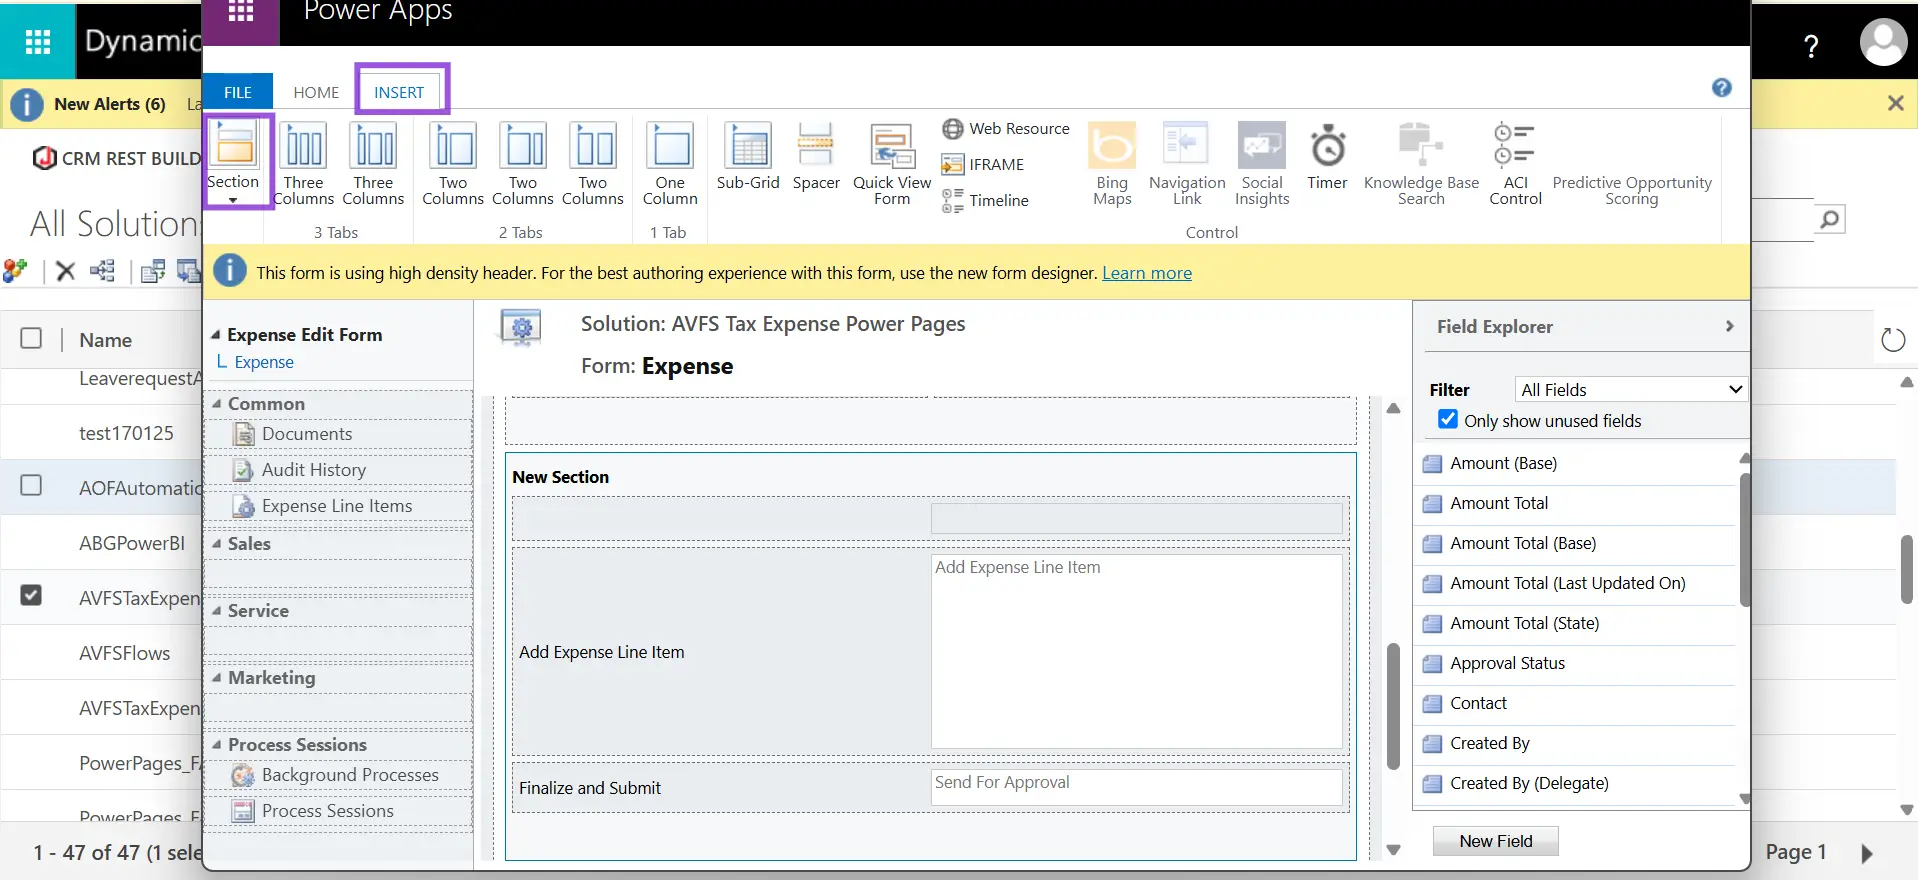 Power Apps
Dynamic
?
New Alerts (6) La
FILE HOME INSERT
CRM REST BUILD
Section
Three Columns
Three Columns
Two Columns
Two Columns
Two Columns
One Column
Sub-Grid
Spacer
Quick View Form
Web Resource
IFRAME
Timeline
Bing Maps
Navigation Link
Social Insights
Timer
Knowledge Base Search
ACI Control
Predictive Opportunity Scoring
3 Tabs
2 Tabs
1 Tab
Control
All Solutions
This form is using high density header. For the best authoring experience with this form, use the new form designer. Learn more
Name
LeaverequestA
test170125
AOFAutomatic
ABGPowerBI
AVFSTaxExpen
AVFSFlows
AVFSTaxExpen
PowerPages_FA
PowerPages_F
1 - 47 of 47 (1 sele
Page 1
Expense Edit Form
Expense
Common
Documents
Audit History
Expense Line Items
Sales
Service
Marketing
Process Sessions
Background Processes
Process Sessions
Solution: AVFS Tax Expense Power Pages
Form: Expense
New Section
Add Expense Line Item
Add Expense Line Item
Finalize and Submit
Send For Approval
Field Explorer
Filter All Fields
Only show unused fields
Amount (Base)
Amount Total
Amount Total (Base)
Amount Total (Last Updated On)
Amount Total (State)
Approval Status
Contact
Created By
Created By (Delegate)
New Field